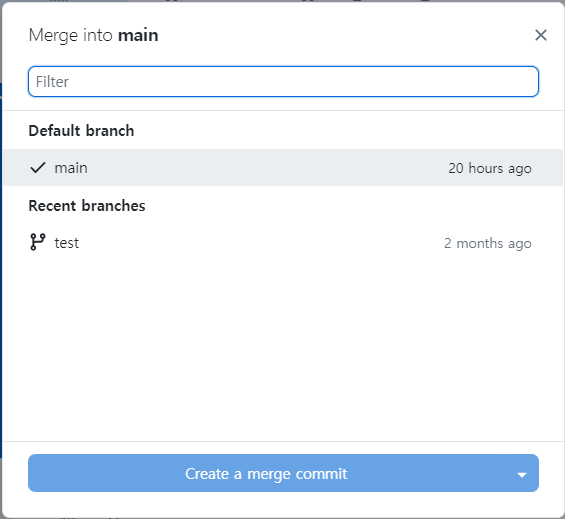 Merge into main
Filter
Default branch
main 20 hours ago
Recent branches
test 2 months ago
Create a merge commit